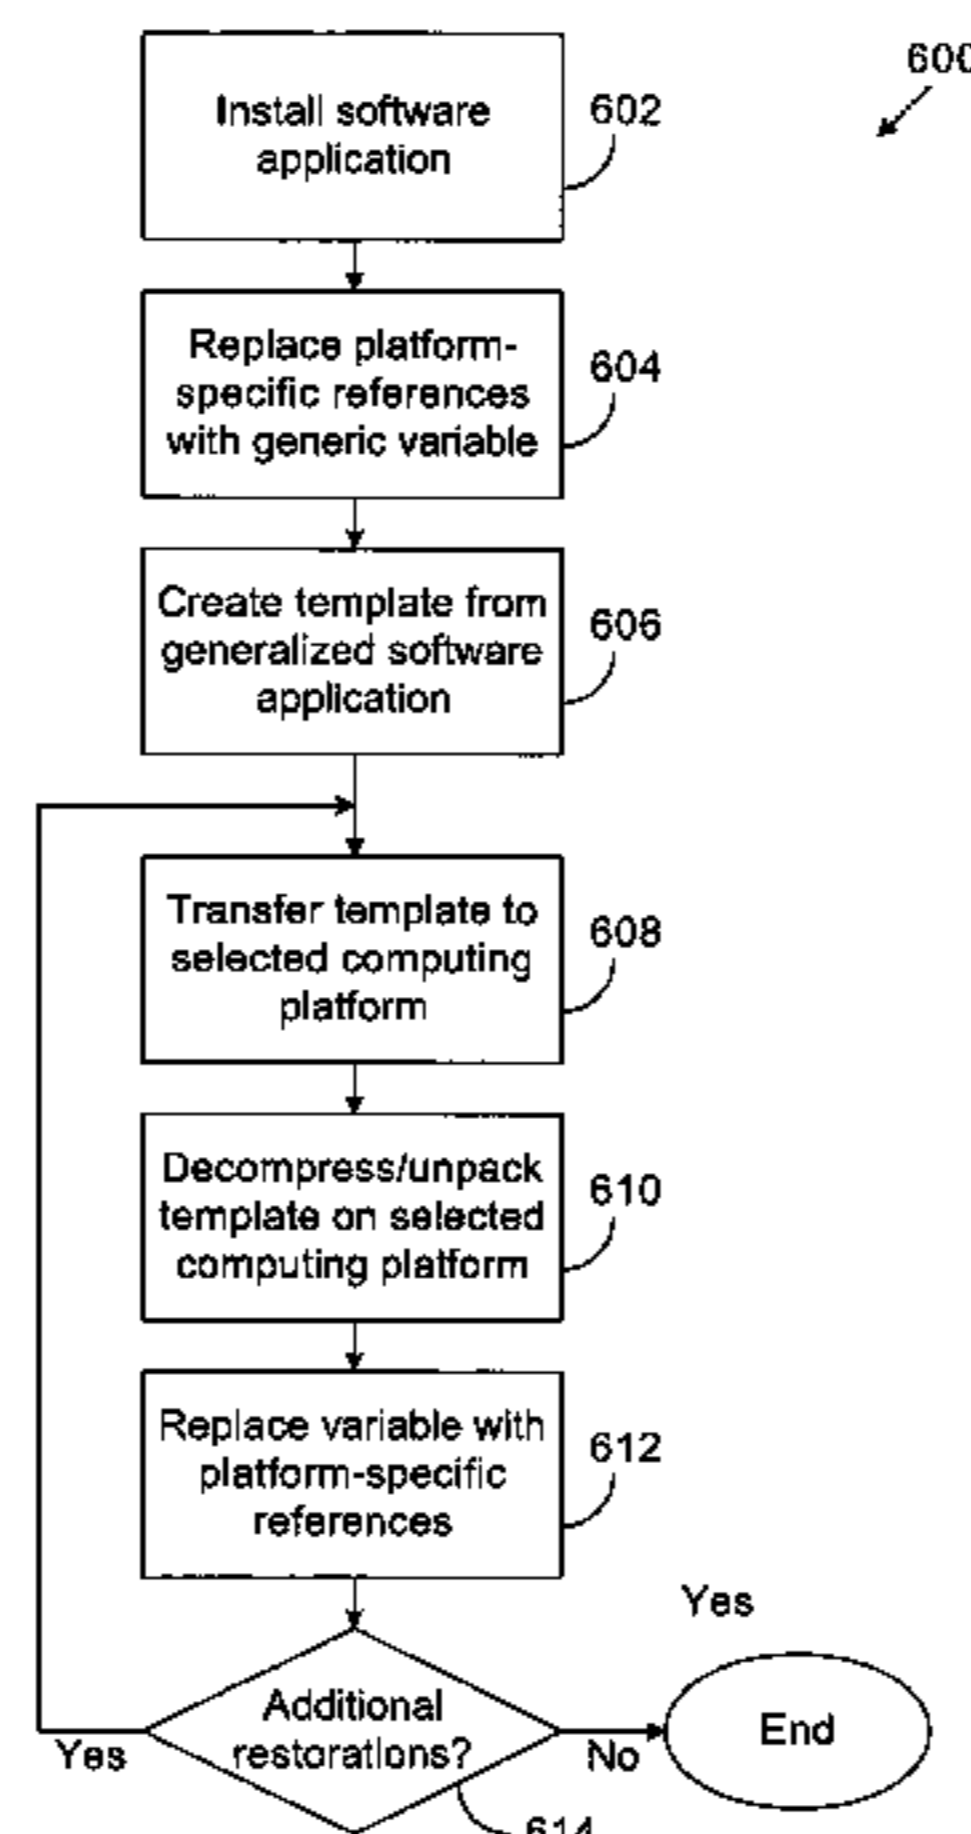 600
Install software
application
602
Replace platform-
specific references
with generic variable
604
Create template from
generalized software
application
606
Transfer template to
selected computing
platform
608
Decompress/unpack
template on selected
computing platform
610
Replace variable with
platform-specific
references
612
Yes
Additional
restorations?
Yes
No
End
614